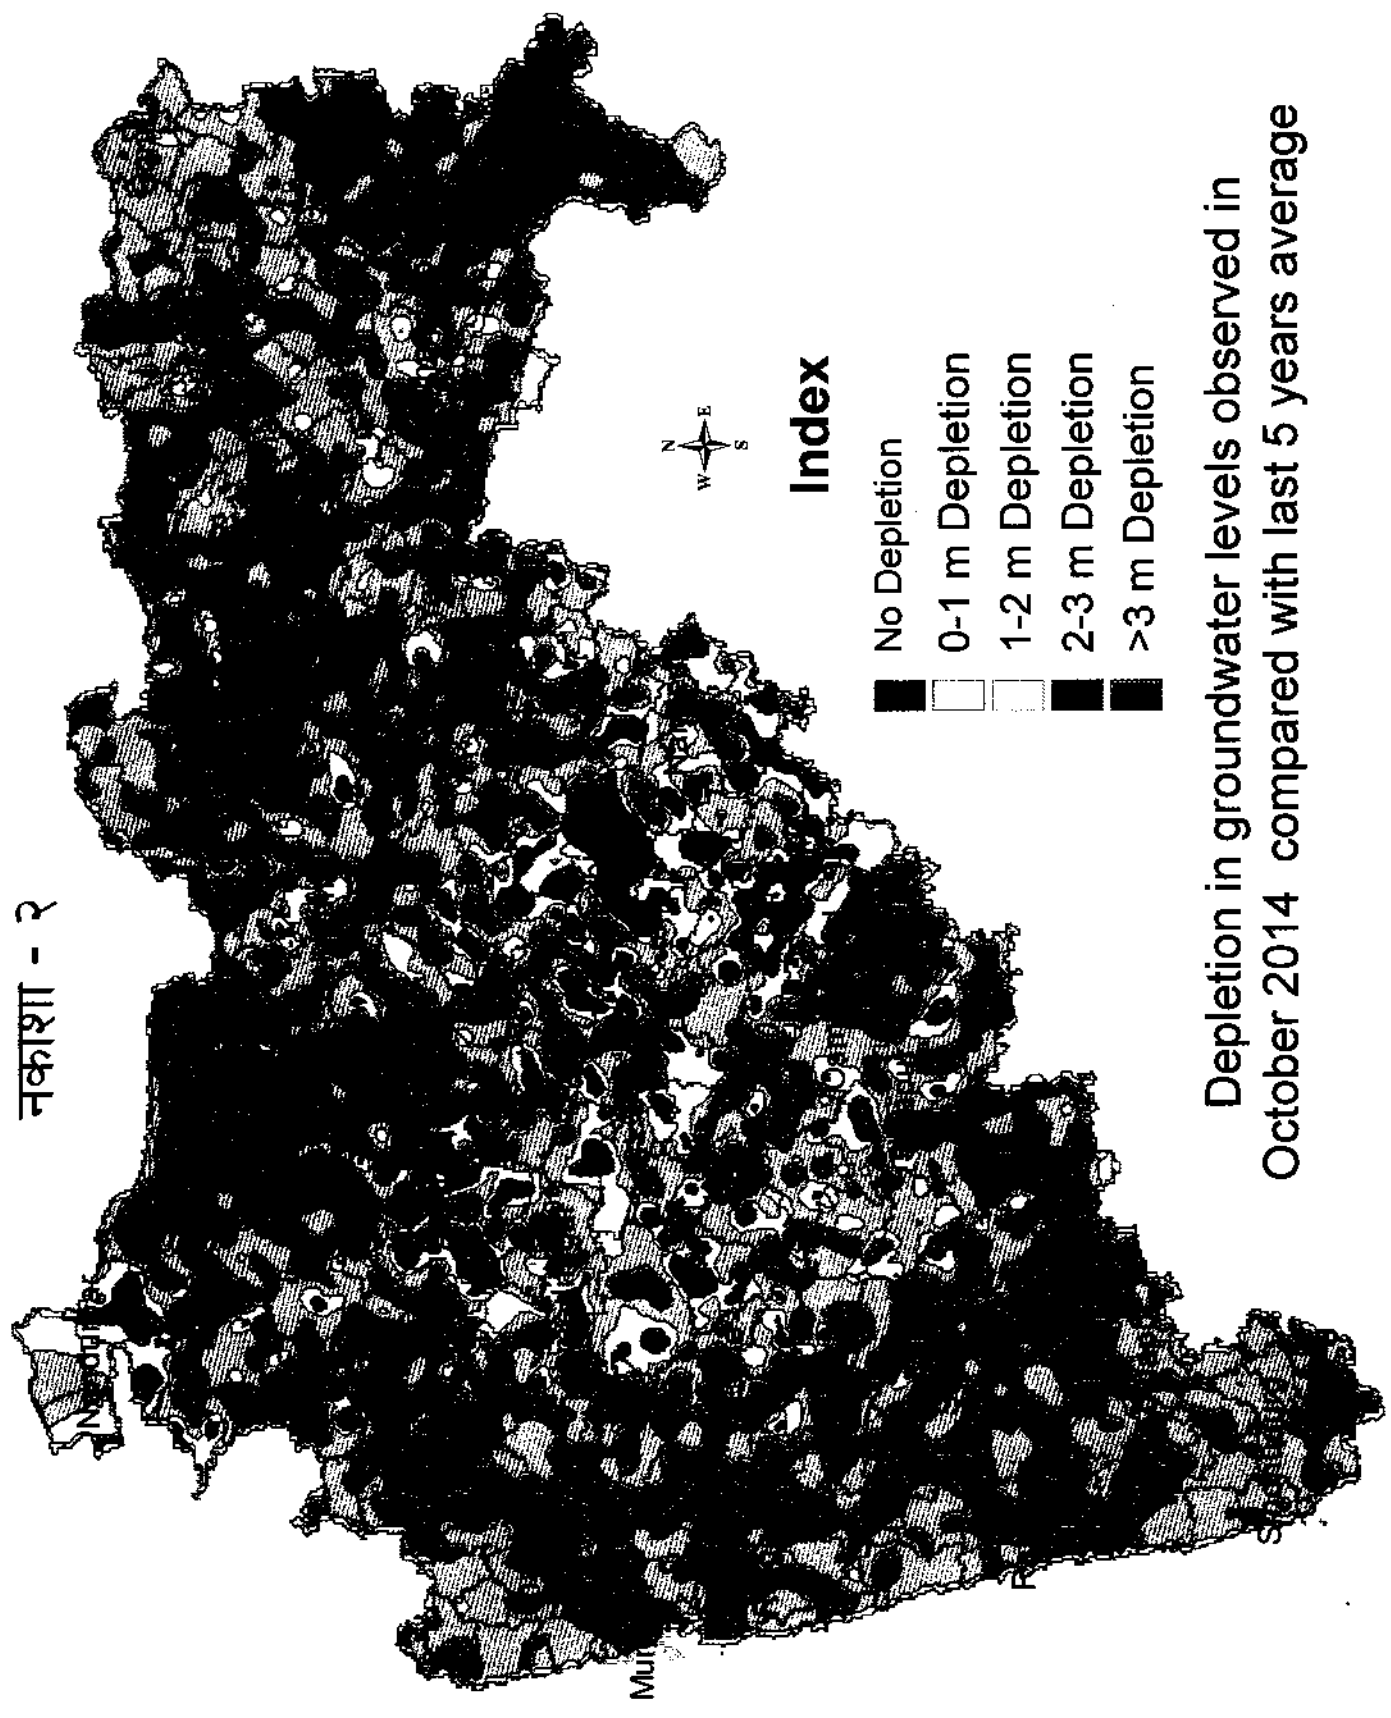 नकाशा - २
N
W
E
S
Index
No Depletion
0-1 m Depletion
1-2 m Depletion
2-3 m Depletion
>3 m Depletion
Depletion in groundwater levels observed in
October 2014 compared with last 5 years average